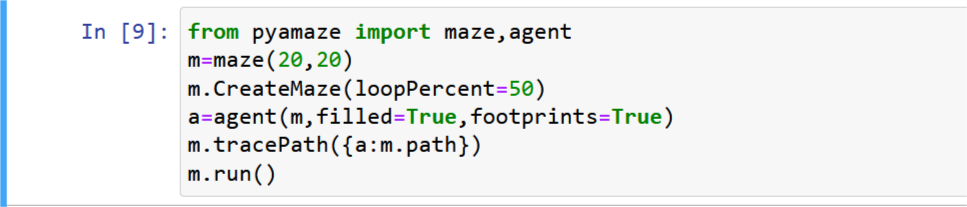 In [9]: from pyamaze import maze,agent
m=maze(20,20)
m.CreateMaze(loopPercent=50)
a=agent(m,filled=True,footprints=True)
m.tracePath({a:m.path})
m.run()